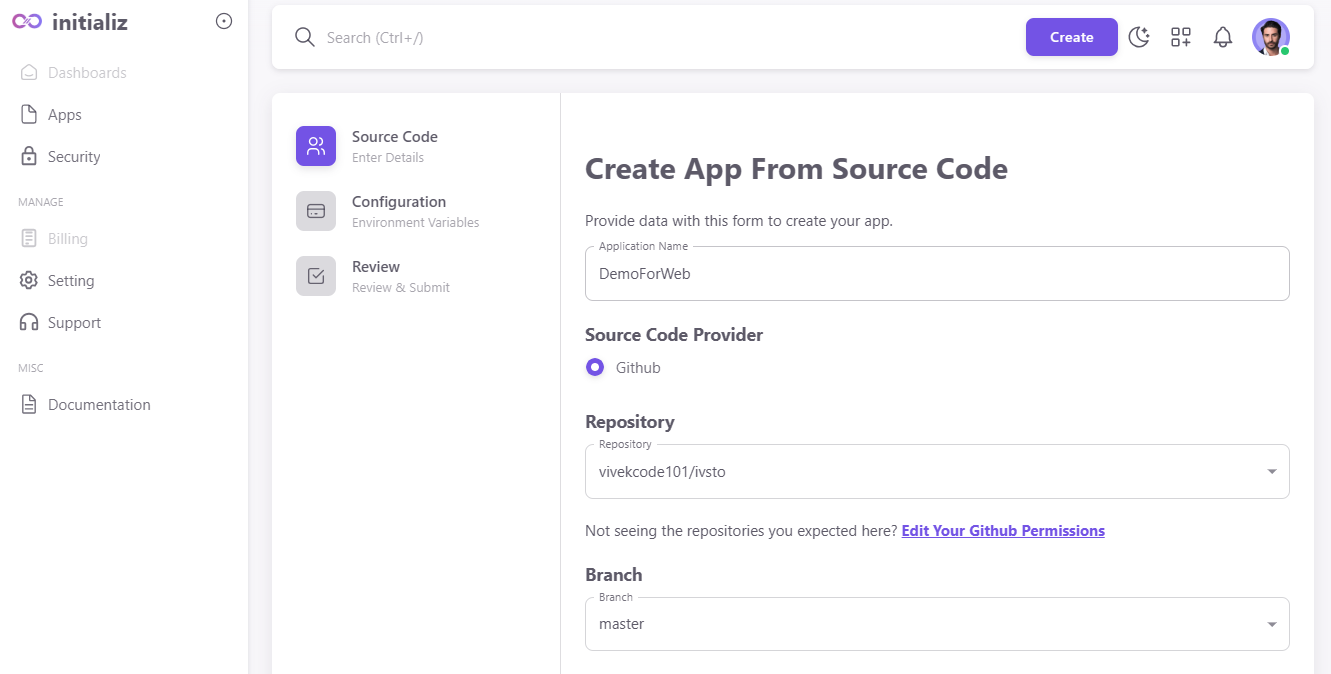 initializ
Dashboards
Apps
Security
MANAGE
Billing
Setting
Support
MISC
Documentation
Search (Ctrl+/)
Create
Source Code
Enter Details
Configuration
Environment Variables
Review
Review & Submit
Create App From Source Code
Provide data with this form to create your app.
Application Name
DemoForWeb
Source Code Provider
Github
Repository
Repository
vivekcode101/ivsto
Not seeing the repositories you expected here? Edit Your Github Permissions
Branch
Branch
master